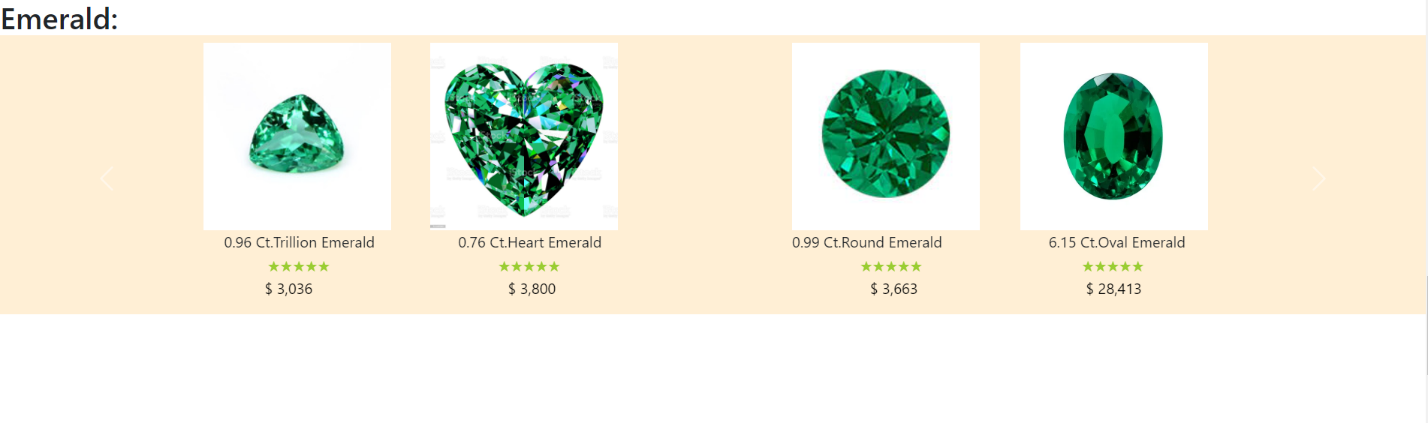 Emerald:
0.96 Ct.Trillion Emerald
★★★★★
$ 3,036
0.76 Ct.Heart Emerald
★★★★★
$ 3,800
0.99 Ct.Round Emerald
★★★★★
$ 3,663
6.15 Ct.Oval Emerald
★★★★★
$ 28,413